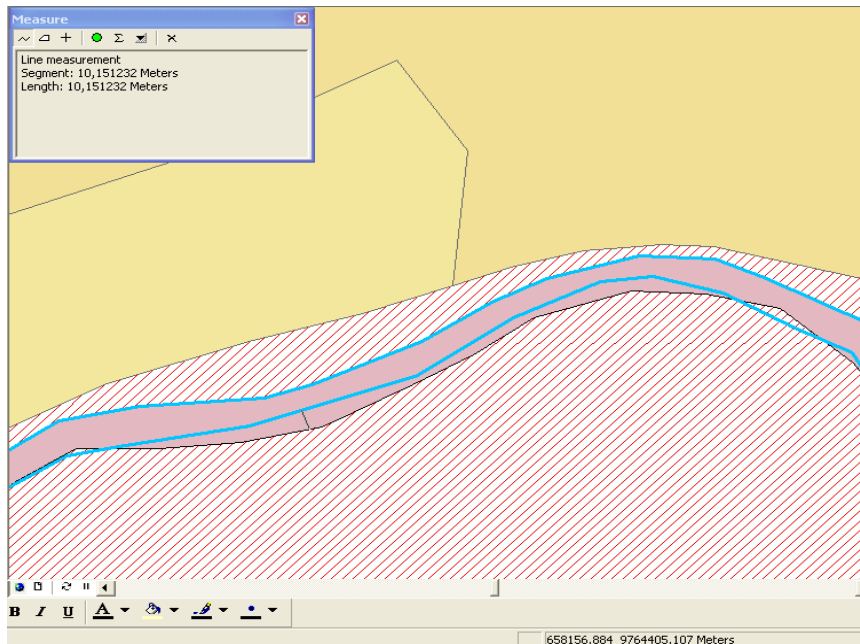 Measure
Line measurement
Segment: 10,151232 Meters
Length: 10,151232 Meters
B I U A
658156.884 9764405.107 Meters